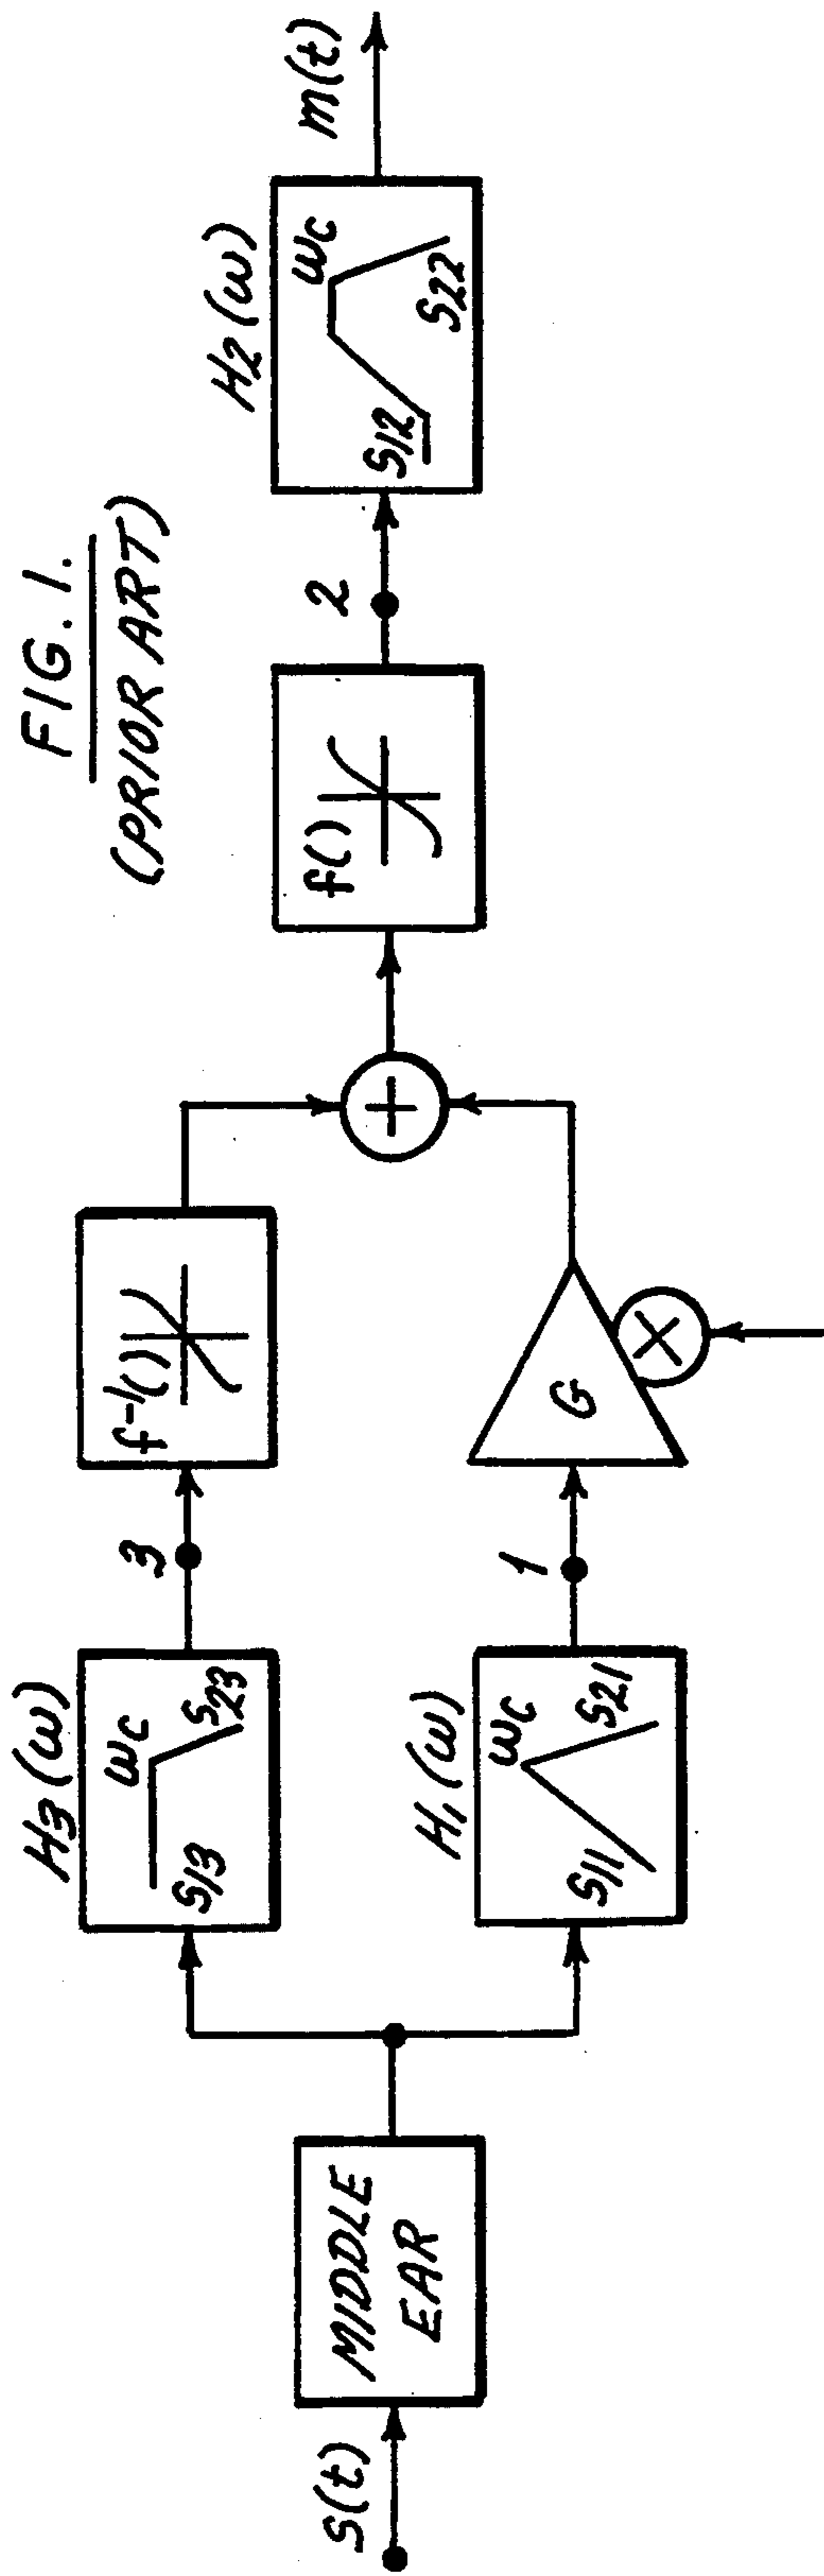 FIG. 1.
(PRIOR ART)
S(t)
MIDDLE
EAR
H3(ω)
S13
ωc
S23
3
f-1()
H1(ω)
S11
ωc
S21
1
G
×
+
f()
2
H2(ω)
S12
ωc
S22
m(t)